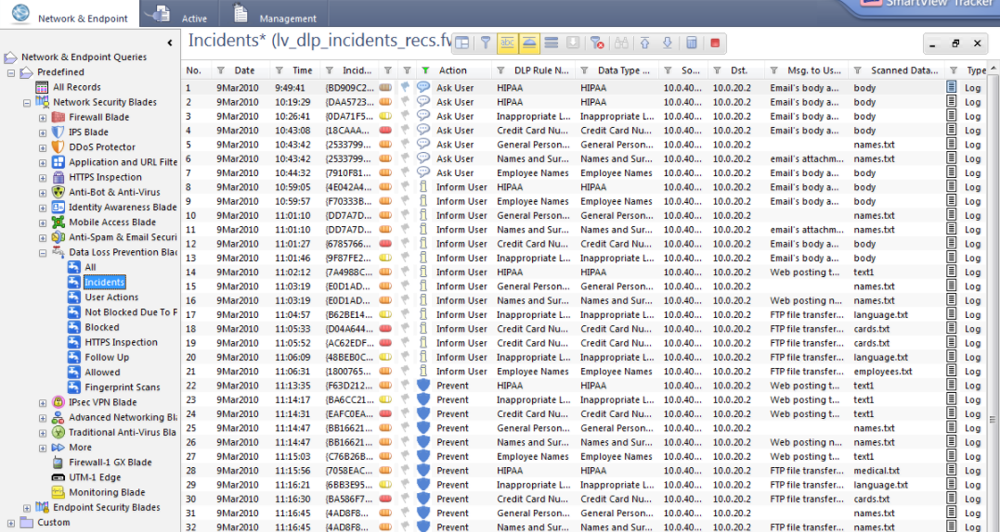 Network & Endpoint
Active
Management
SmartView Tracker
Incidents* (lv_dlp_incidents_recs.fv
Network & Endpoint Queries
Predefined
All Records
Network Security Blades
Firewall Blade
IPS Blade
DDoS Protector
Application and URL Filte
HTTPS Inspection
Anti-Bot & Anti-Virus
Identity Awareness Blade
Mobile Access Blade
Anti-Spam & Email Securi
Data Loss Prevention Blad
All
Incidents
User Actions
Not Blocked Due To F
Blocked
HTTPS Inspection
Follow Up
Allowed
Fingerprint Scans
IPsec VPN Blade
Advanced Networking Bl
Traditional Anti-Virus Bla
More
Firewall-1 GX Blade
UTM-1 Edge
Monitoring Blade
Endpoint Security Blades
Custom
No. Date Time Incid... Action DLP Rule N... Data Type ... So... Dst. Msg. to Us... Scanned Data... Type
1 9Mar2010 9:49:41 {BD909C2... Ask User HIPAA HIPAA 10.0.40... 10.0.20.2 Email's body a... body Log
2 9Mar2010 10:19:29 {DAA5723... Ask User HIPAA HIPAA 10.0.40... 10.0.20.2 Email's body a... body Log
3 9Mar2010 10:26:41 {0DA71F5... Ask User Inappropriate L... Inappropriate L... 10.0.40... 10.0.20.2 Email's body a... body Log
4 9Mar2010 10:43:08 {18CAAA... Ask User Credit Card Nu... Credit Card Nu... 10.0.40... 10.0.20.2 Email's body a... body Log
5 9Mar2010 10:43:42 {2533799... Ask User General Person... General Person... 10.0.40... 10.0.20.2 names.txt Log
6 9Mar2010 10:43:42 {2533799... Ask User Names and Sur... Names and Sur... 10.0.40... 10.0.20.2 email's attachm... names.txt Log
7 9Mar2010 10:44:32 {7910F81... Ask User Employee Names Employee Names 10.0.40... 10.0.20.2 Email's body a... body Log
8 9Mar2010 10:59:05 {4E042A4... Inform User HIPAA HIPAA 10.0.40... 10.0.20.2 Email's body a... body Log
9 9Mar2010 10:59:57 {F70333B... Inform User Employee Names Employee Names 10.0.40... 10.0.20.2 Email's body a... body Log
10 9Mar2010 11:01:10 {DD7A7D... Inform User General Person... General Person... 10.0.40... 10.0.20.2 names.txt Log
11 9Mar2010 11:01:10 {DD7A7D... Inform User Names and Sur... Names and Sur... 10.0.40... 10.0.20.2 email's attachm... names.txt Log
12 9Mar2010 11:01:27 {6785766... Inform User Credit Card Nu... Credit Card Nu... 10.0.40... 10.0.20.2 Email's body a... body Log
13 9Mar2010 11:01:46 {9F87FE2... Inform User Inappropriate L... Inappropriate L... 10.0.40... 10.0.20.2 Email's body a... body Log
14 9Mar2010 11:02:12 {7A4988C... Inform User HIPAA HIPAA 10.0.40... 10.0.20.2 Web posting t... text1 Log
15 9Mar2010 11:03:19 {E0D1AD... Inform User General Person... General Person... 10.0.40... 10.0.20.2 names.txt Log
16 9Mar2010 11:03:19 {E0D1AD... Inform User Names and Sur... Names and Sur... 10.0.40... 10.0.20.2 Web posting n... names.txt Log
17 9Mar2010 11:04:57 {B62BE14... Inform User Inappropriate L... Inappropriate L... 10.0.40... 10.0.20.2 FTP file transfer... language.txt Log
18 9Mar2010 11:05:33 {D04A644... Inform User Credit Card Nu... Credit Card Nu... 10.0.40... 10.0.20.2 FTP file transfer... cards.txt Log
19 9Mar2010 11:05:52 {AC62EDF... Inform User Credit Card Nu... Credit Card Nu... 10.0.40... 10.0.20.2 FTP file transfer... cards.txt Log
20 9Mar2010 11:06:09 {48BEB0C... Inform User Inappropriate L... Inappropriate L... 10.0.40... 10.0.20.2 FTP file transfer... language.txt Log
21 9Mar2010 11:06:31 {1800765... Inform User Employee Names Employee Names 10.0.40... 10.0.20.2 FTP file transfer... employees.txt Log
22 9Mar2010 11:13:35 {F63D212... Prevent HIPAA HIPAA 10.0.40... 10.0.20.2 Web posting t... text1 Log
23 9Mar2010 11:14:17 {BA6CC21... Prevent Inappropriate L... Inappropriate L... 10.0.40... 10.0.20.2 Web posting t... text1 Log
24 9Mar2010 11:14:31 {EAFC0EA... Prevent Credit Card Nu... Credit Card Nu... 10.0.40... 10.0.20.2 Web posting t... text1 Log
25 9Mar2010 11:14:47 {BB16621... Prevent General Person... General Person... 10.0.40... 10.0.20.2 names.txt Log
26 9Mar2010 11:14:47 {BB16621... Prevent Names and Sur... Names and Sur... 10.0.40... 10.0.20.2 Web posting n... names.txt Log
27 9Mar2010 11:15:03 {C76B26B... Prevent Employee Names Employee Names 10.0.40... 10.0.20.2 Web posting t... text1 Log
28 9Mar2010 11:15:56 {7058EAC... Prevent HIPAA HIPAA 10.0.40... 10.0.20.2 FTP file transfer... medical.txt Log
29 9Mar2010 11:16:21 {6BB3E95... Prevent Inappropriate L... Inappropriate L... 10.0.40... 10.0.20.2 FTP file transfer... language.txt Log
30 9Mar2010 11:16:30 {BA586F7... Prevent Credit Card Nu... Credit Card Nu... 10.0.40... 10.0.20.2 FTP file transfer... cards.txt Log
31 9Mar2010 11:16:45 {4AD8F8... Prevent General Person... General Person... 10.0.40... 10.0.20.2 names.txt Log
32 9Mar2010 11:16:45 {4AD8F8... Prevent Names and Sur... Names and Sur... 10.0.40... 10.0.20.2 FTP file transfer... names.txt Log